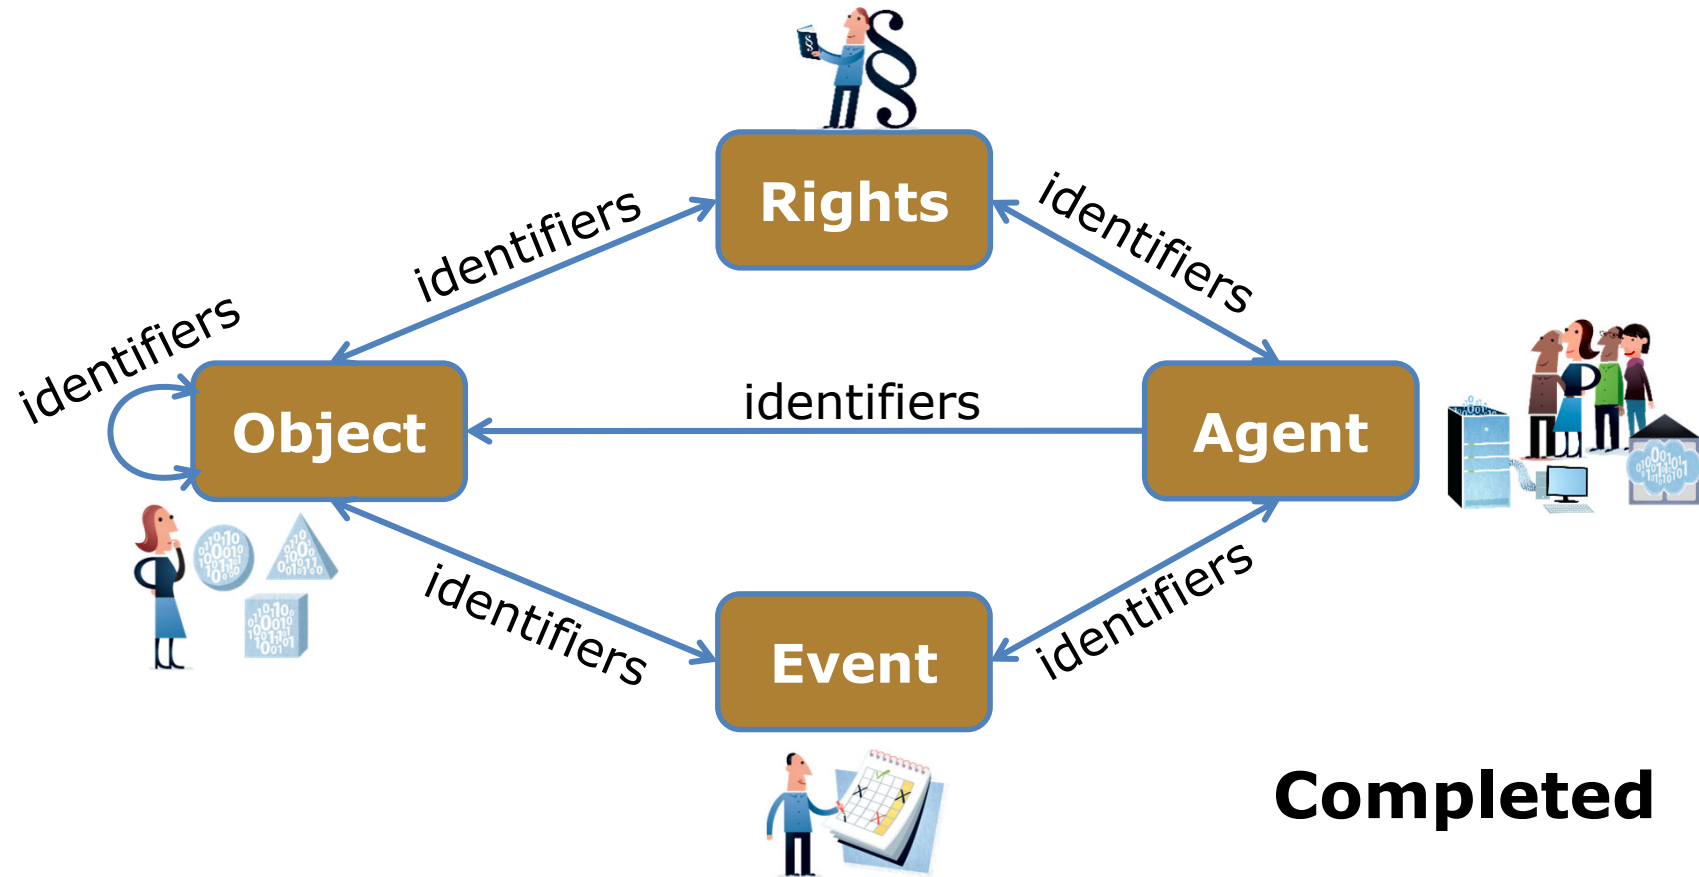 §
§
Rights
identifiers
identifiers
identifiers
Object
identifiers
Agent
identifiers
identifiers
Event
Completed